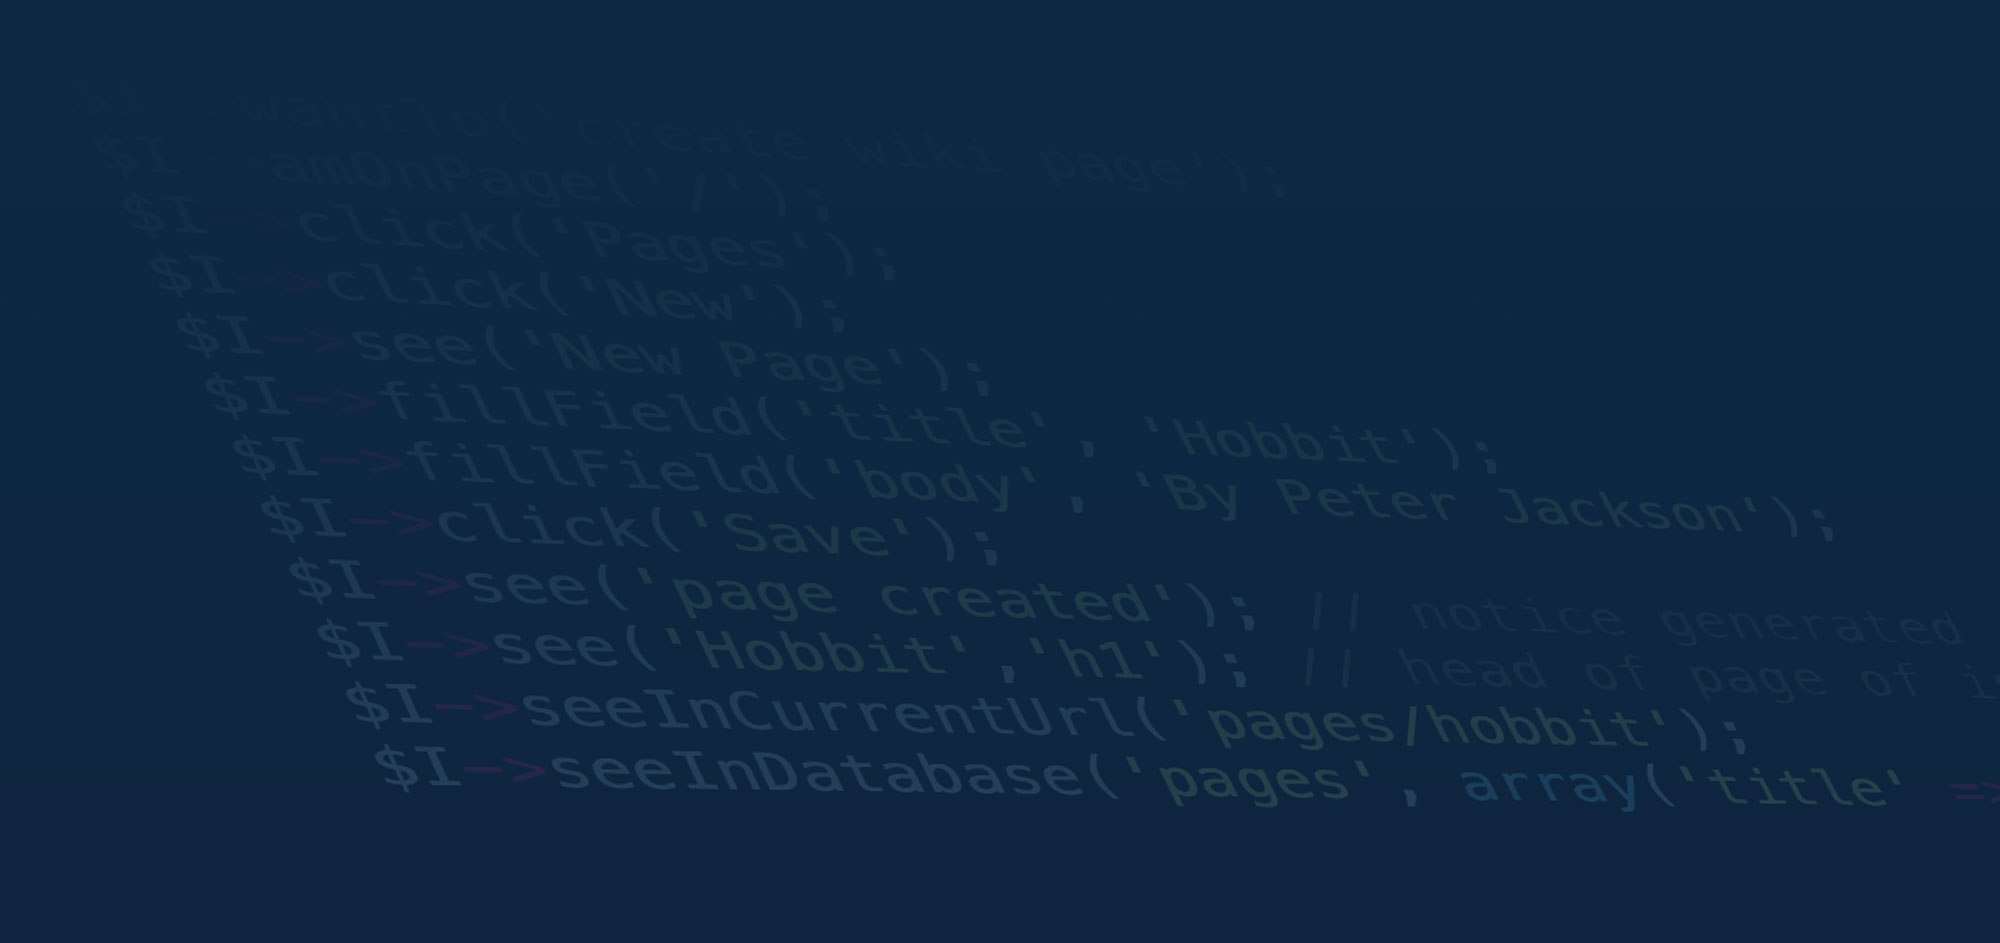 $I->wantTo('create wiki page');
$I->amOnPage('/');
$I->click('Pages');
$I->click('New');
$I->see('New Page');
$I->fillField('title', 'Hobbit');
$I->fillField('body', 'By Peter Jackson');
$I->click('Save');
$I->see('page created'); // notice generated
$I->see('Hobbit','h1'); // head of page of is
$I->seeInCurrentUrl('pages/hobbit');
$I->seeInDatabase('pages', array('title' =>